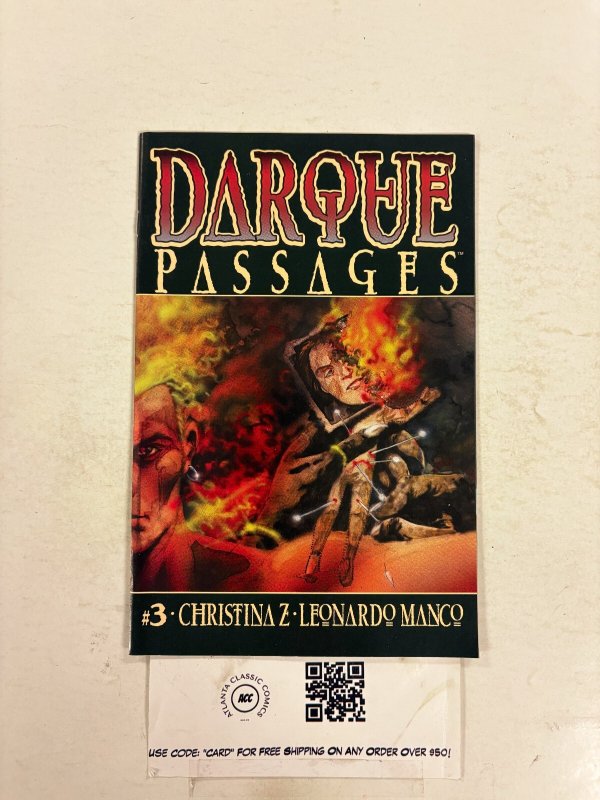 DARQUE
PASSAGES™
#3 · CHRISTINA Z · LEONARDO MANCO
ATLANTA CLASSIC COMICS
ACC
USE CODE: "CARD" FOR FREE SHIPPING ON ANY ORDER OVER $50!